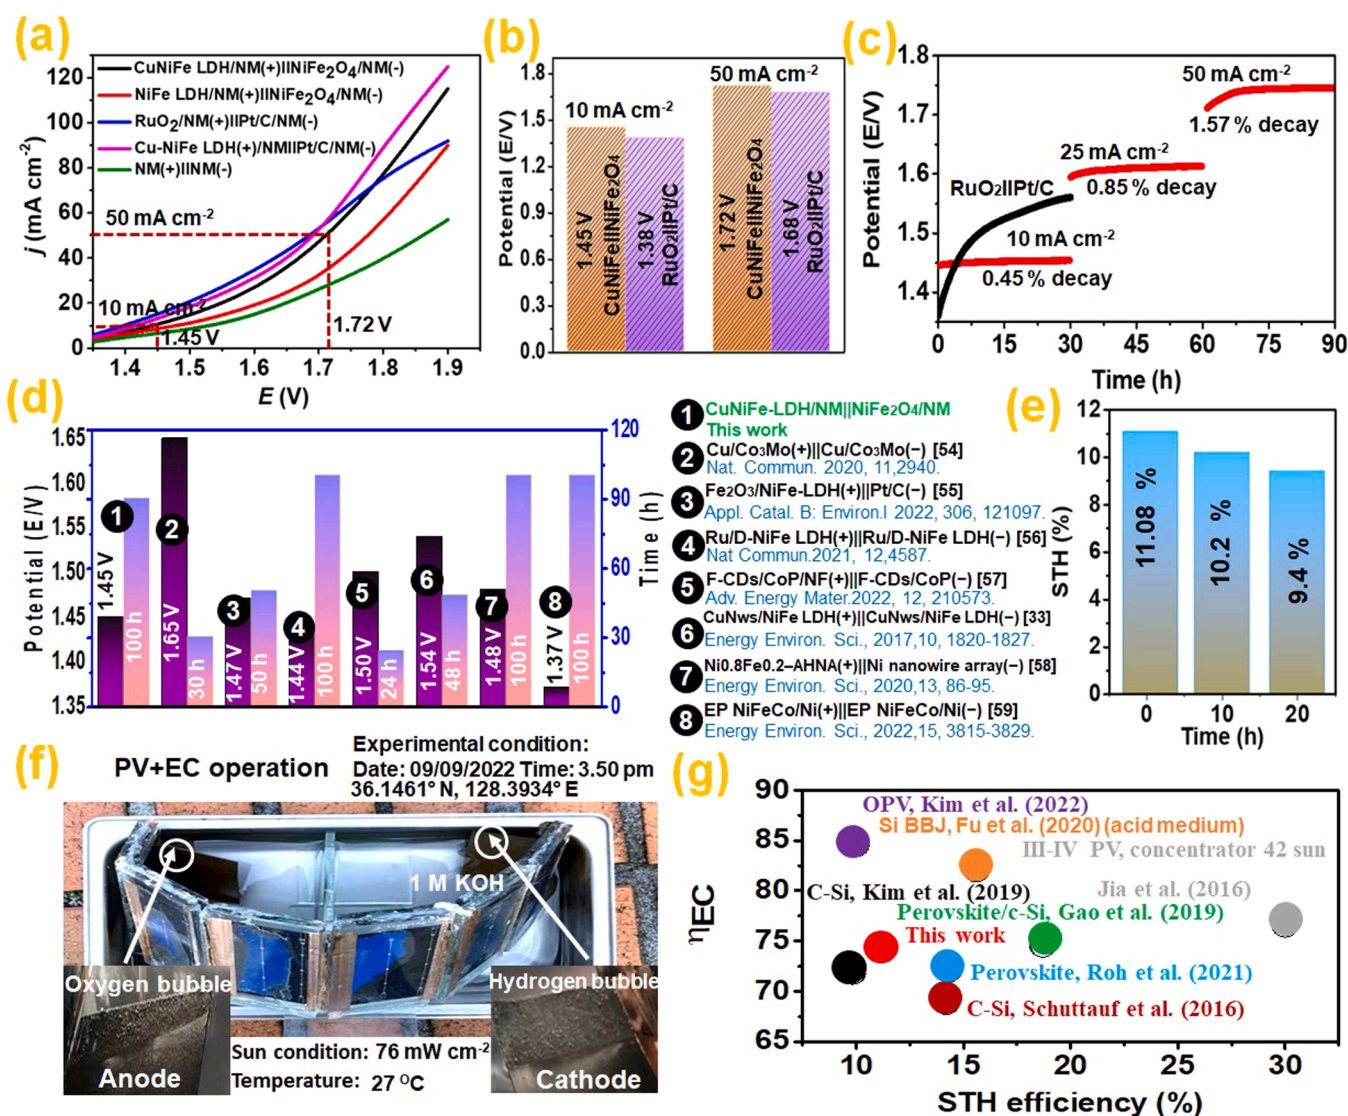 (a)
CuNiFe LDH/NM(+)IINiFe2O4/NM(-)
NiFe LDH/NM(+)IINiFe2O4/NM(-)
RuO2/NM(+)IIPt/C/NM(-)
Cu-NiFe LDH(+)/NMIIPt/C/NM(-)
NM(+)IINM(-)
50 mA cm-2
10 mA cm-2
1.45 V
1.72 V
j (mA cm-2)
120
100
80
60
40
20
0
1.4 1.5 1.6 1.7 1.8 1.9
E (V)
(b)
Potential (E/V)
1.8
1.5
1.2
0.9
0.6
0.3
0.0
10 mA cm-2
50 mA cm-2
1.45 V
CuNiFeIINiFe2O4
1.38 V
RuO2IIPt/C
1.72 V
CuNiFeIINiFe2O4
1.68 V
RuO2IIPt/C
(c)
Potential (E/V)
1.8
1.7
1.6
1.5
1.4
50 mA cm-2
1.57 % decay
25 mA cm-2
0.85 % decay
RuO2IIPt/C
10 mA cm-2
0.45 % decay
0 15 30 45 60 75 90
Time (h)
(d)
Potential (E/V)
1.65
1.60
1.55
1.50
1.45
1.40
1.35
120
90
60
30
0
Time (h)
1
1.45 V
100 h
2
1.65 V
30 h
3
1.47 V
50 h
4
1.44 V
100 h
5
1.50 V
24 h
6
1.54 V
48 h
7
1.48 V
100 h
8
1.37 V
100 h
1 CuNiFe-LDH/NM||NiFe2O4/NM
This work
2 Cu/Co3Mo(+)||Cu/Co3Mo(−) [54]
Nat. Commun. 2020, 11,2940.
3 Fe2O3/NiFe-LDH(+)||Pt/C(−) [55]
Appl. Catal. B: Environ.I 2022, 306, 121097.
4 Ru/D-NiFe LDH(+)||Ru/D-NiFe LDH(−) [56]
Nat Commun.2021, 12,4587.
5 F-CDs/CoP/NF(+)||F-CDs/CoP(−) [57]
Adv. Energy Mater.2022, 12, 210573.
6 CuNws/NiFe LDH(+)||CuNws/NiFe LDH(−) [33]
Energy Environ. Sci., 2017,10, 1820-1827.
7 Ni0.8Fe0.2–AHNA(+)||Ni nanowire array(−) [58]
Energy Environ. Sci., 2020,13, 86-95.
8 EP NiFeCo/Ni(+)||EP NiFeCo/Ni(−) [59]
Energy Environ. Sci., 2022,15, 3815-3829.
(e)
STH (%)
12
10
8
6
4
2
0
11.08 %
10.2 %
9.4 %
0 10 20
Time (h)
(f)
PV+EC operation
Experimental condition:
Date: 09/09/2022 Time: 3.50 pm
36.1461° N, 128.3934° E
1 M KOH
Oxygen bubble
Hydrogen bubble
Anode
Cathode
Sun condition: 76 mW cm-2
Temperature: 27 OC
(g)
ηEC
90
85
80
75
70
65
OPV, Kim et al. (2022)
Si BBJ, Fu et al. (2020) (acid medium)
III-IV PV, concentrator 42 sun
Jia et al. (2016)
C-Si, Kim et al. (2019)
Perovskite/c-Si, Gao et al. (2019)
This work
Perovskite, Roh et al. (2021)
C-Si, Schuttauf et al. (2016)
10 15 20 25 30
STH efficiency (%)